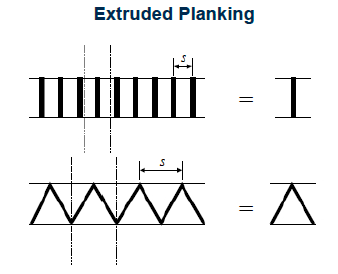 Extruded Planking
s
=
s
=